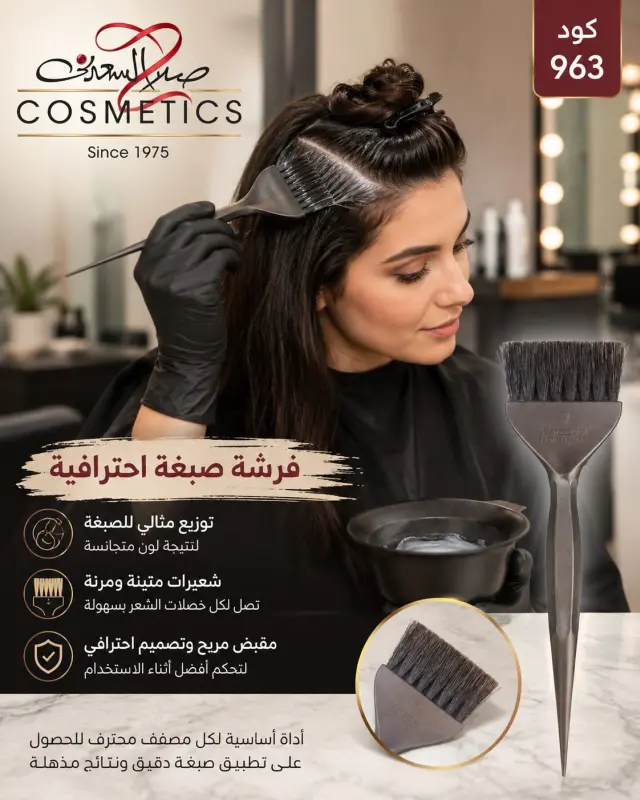 COSMETICS
Since 1975
كود
963
فرشة صبغة احترافية
توزيع مثالي للصبغة
لنتيجة لون متجانسة
شعيرات متينة ومرنة
تصل لكل خصلات الشعر بسهولة
مقبض مريح وتصميم احترافي
لتحكم أفضل أثناء الاستخدام
أداة أساسية لكل مصفف محترف للحصول
على تطبيق صبغة دقيق ونتائج مذهلة